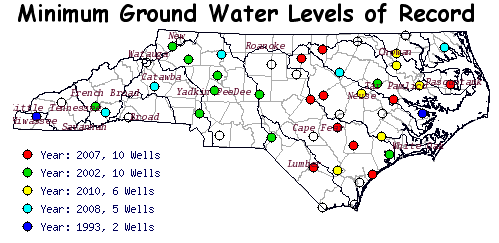 Minimum Ground Water Levels of Record
New
Watauga
Roanoke
Chowan
Catawba
French Broad
Yadkin PeeDee
Tar Pamlico
Pasquotank
Neuse
Little Tennessee
Hiwassee
Savannah
Broad
Cape Fear
White Oak
Lumber
Year: 2007, 10 Wells
Year: 2002, 10 Wells
Year: 2010, 6 Wells
Year: 2008, 5 Wells
Year: 1993, 2 Wells